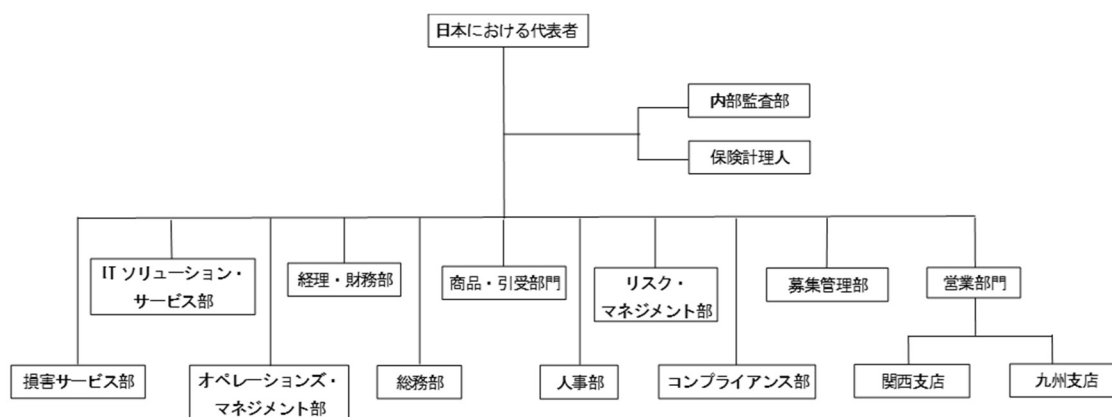 日本における代表者
内部監査部
保険計理人
ITソリューション・
サービス部
経理・財務部
商品・引受部門
リスク・
マネジメント部
募集管理部
営業部門
損害サービス部
オペレーションズ・
マネジメント部
総務部
人事部
コンプライアンス部
関西支店
九州支店